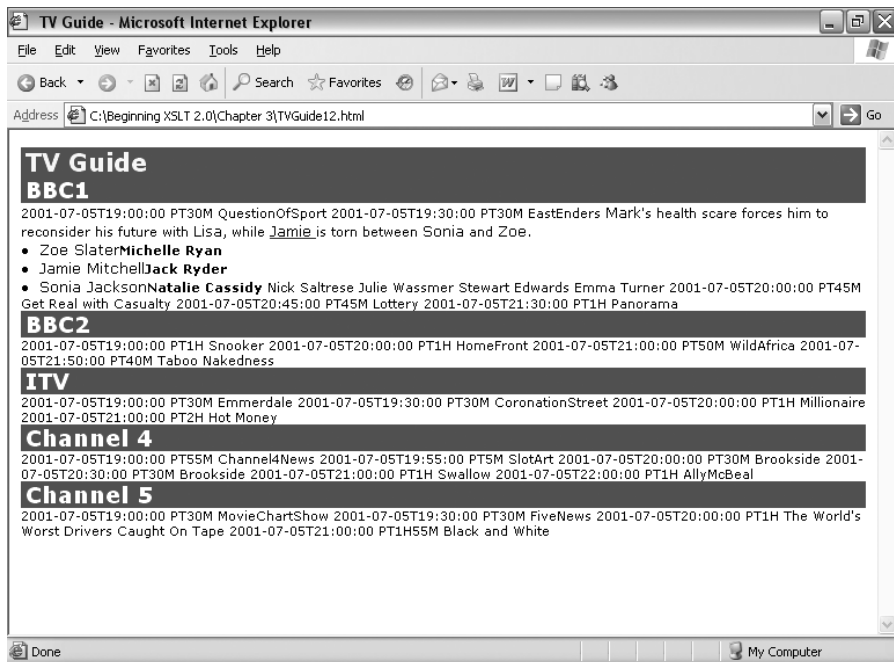 TV Guide - Microsoft Internet Explorer
File Edit View Favorites Tools Help
Back Search Favorites
Address C:\Beginning XSLT 2.0\Chapter 3\TVGuide12.html Go
TV Guide
BBC1
2001-07-05T19:00:00 PT30M QuestionOfSport 2001-07-05T19:30:00 PT30M EastEnders Mark's health scare forces him to
reconsider his future with Lisa, while Jamie is torn between Sonia and Zoe.
• Zoe SlaterMichelle Ryan
• Jamie MitchellJack Ryder
• Sonia JacksonNatalie Cassidy Nick Saltrese Julie Wassmer Stewart Edwards Emma Turner 2001-07-05T20:00:00 PT45M
Get Real with Casualty 2001-07-05T20:45:00 PT45M Lottery 2001-07-05T21:30:00 PT1H Panorama
BBC2
2001-07-05T19:00:00 PT1H Snooker 2001-07-05T20:00:00 PT1H HomeFront 2001-07-05T21:00:00 PT50M WildAfrica 2001-07-
05T21:50:00 PT40M Taboo Nakedness
ITV
2001-07-05T19:00:00 PT30M Emmerdale 2001-07-05T19:30:00 PT30M CoronationStreet 2001-07-05T20:00:00 PT1H Millionaire
2001-07-05T21:00:00 PT2H Hot Money
Channel 4
2001-07-05T19:00:00 PT55M Channel4News 2001-07-05T19:55:00 PT5M SlotArt 2001-07-05T20:00:00 PT30M Brookside 2001-
07-05T20:30:00 PT30M Brookside 2001-07-05T21:00:00 PT1H Swallow 2001-07-05T22:00:00 PT1H AllyMcBeal
Channel 5
2001-07-05T19:00:00 PT30M MovieChartShow 2001-07-05T19:30:00 PT30M FiveNews 2001-07-05T20:00:00 PT1H The World's
Worst Drivers Caught On Tape 2001-07-05T21:00:00 PT1H55M Black and White
Done My Computer